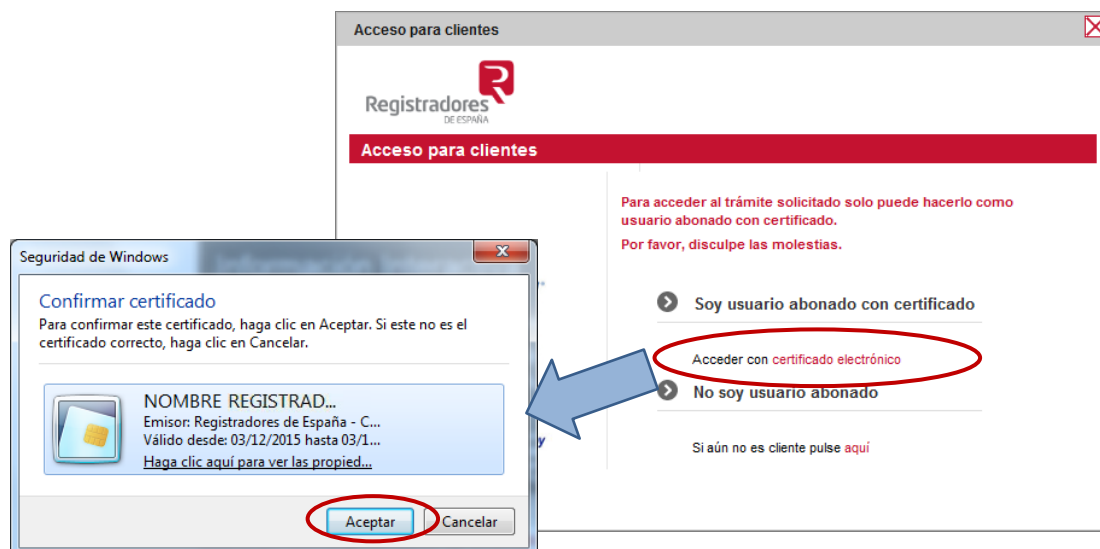 Acceso para clientes
Registradores
DE ESPAÑA
Acceso para clientes
Para acceder al trámite solicitado solo puede hacerlo como
usuario abonado con certificado.
Por favor, disculpe las molestias.
Soy usuario abonado con certificado
Acceder con certificado electrónico
No soy usuario abonado
Si aún no es cliente pulse aquí
Seguridad de Windows
Confirmar certificado
Para confirmar este certificado, haga clic en Aceptar. Si este no es el
certificado correcto, haga clic en Cancelar.
NOMBRE REGISTRAD...
Emisor: Registradores de España - C...
Válido desde: 03/12/2015 hasta 03/1...
Haga clic aquí para ver las propied...
Aceptar
Cancelar
y